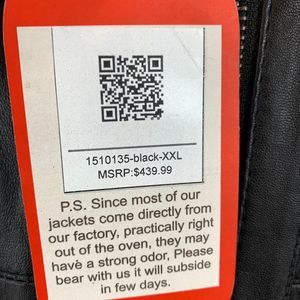 1510135-black-XXL
MSRP:$439.99
P.S. Since most of our
jackets come directly from
our factory, practically right
out of the oven, they may
have a strong odor, Please
bear with us it will subside
in few days.